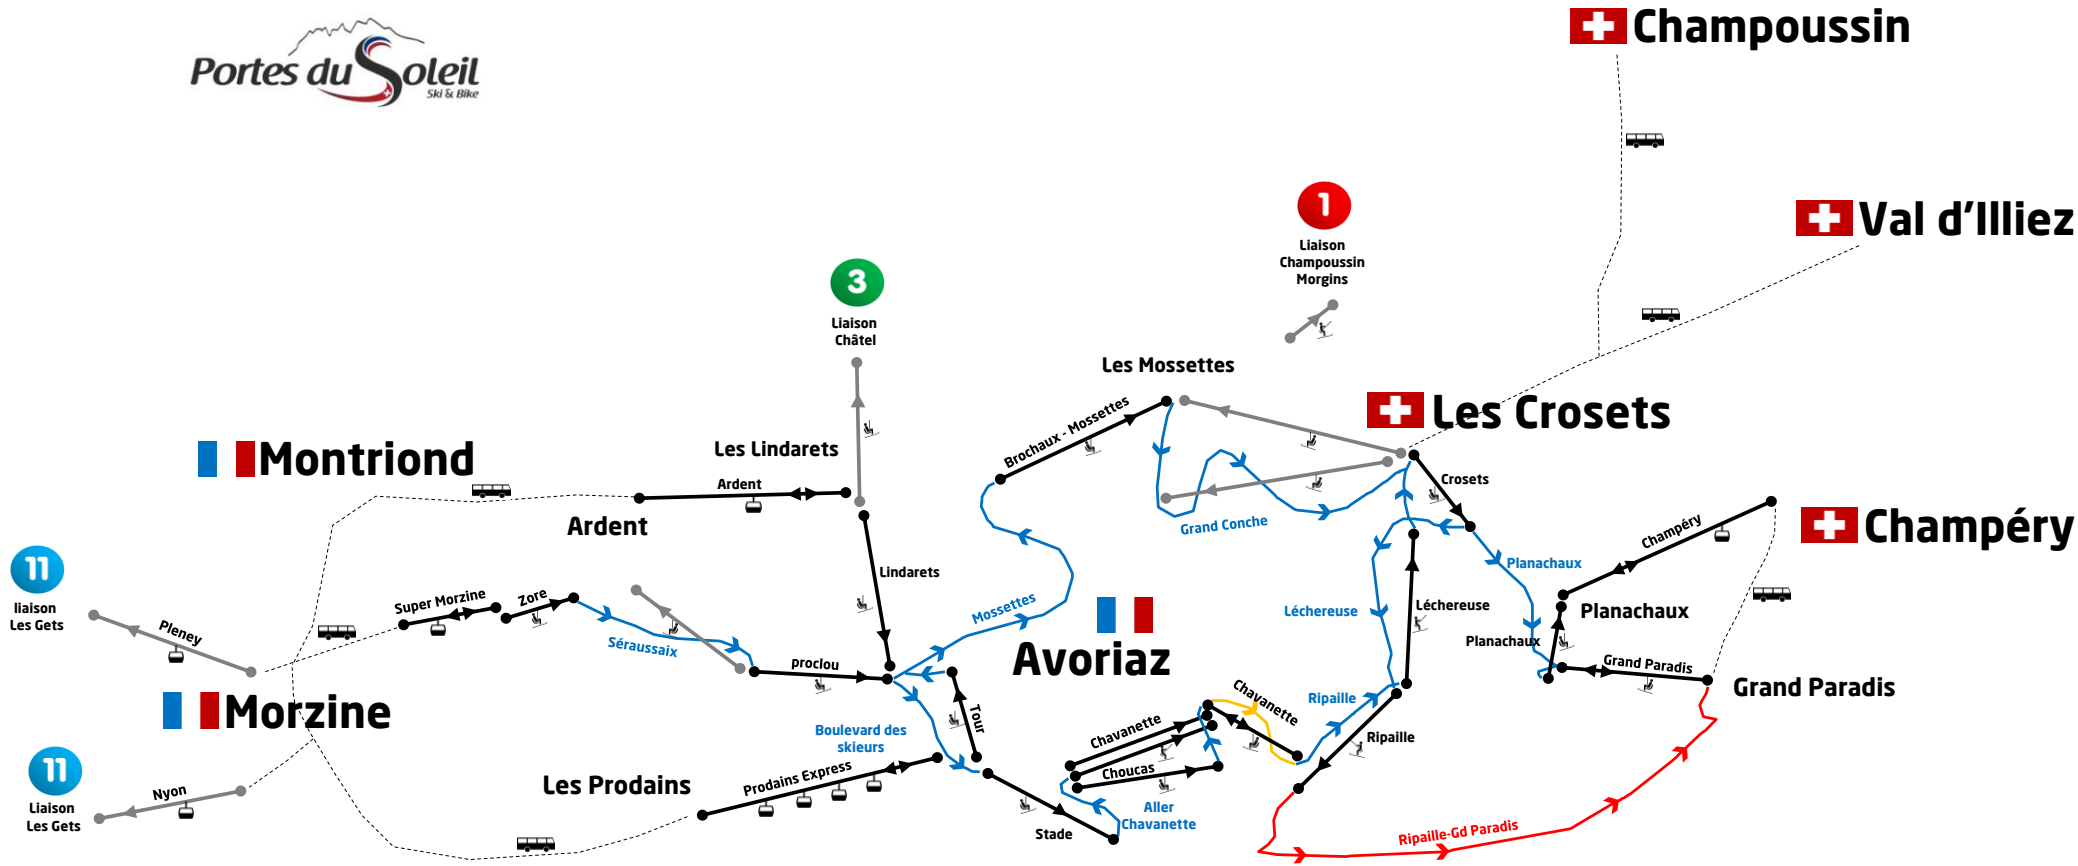 Champoussin
Portes du Soleil
Ski & Bike
1
Val d'Illiez
Liaison
Champoussin
Morgins
3
Liaison
Châtel
Les Mossettes
Brochaux - Mossettes
Les Crosets
Montriond
Les Lindarets
Ardent
Crosets
Ardent
Grand Conche
Champéry
Champéry
11
liaison
Les Gets
Pleney
Super Morzine
Zore
Lindarets
Planachaux
Séraussaix
Mossettes
Léchereuse
Léchereuse
Planachaux
Planachaux
Avoriaz
proclou
Grand Paradis
Grand Paradis
Morzine
Tour
Chavanette
Ripaille
Chavanette
Ripaille
Boulevard des
skieurs
11
Liaison
Les Gets
Nyon
Les Prodains
Prodains Express
Choucas
Stade
Aller
Chavanette
Ripaille-Gd Paradis